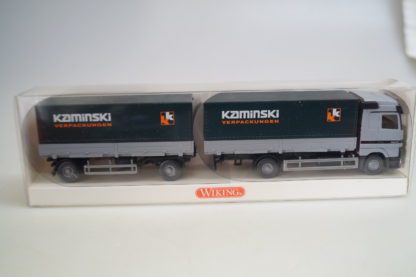 KAMINSKI
VERPACKUNGEN
k
KAMINSKI
VERPACKUNGEN
k
WIKING